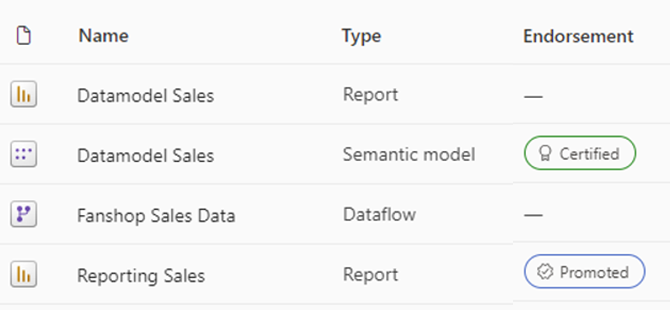 Name Type Endorsement
Datamodel Sales Report —
Datamodel Sales Semantic model Certified
Fanshop Sales Data Dataflow —
Reporting Sales Report Promoted